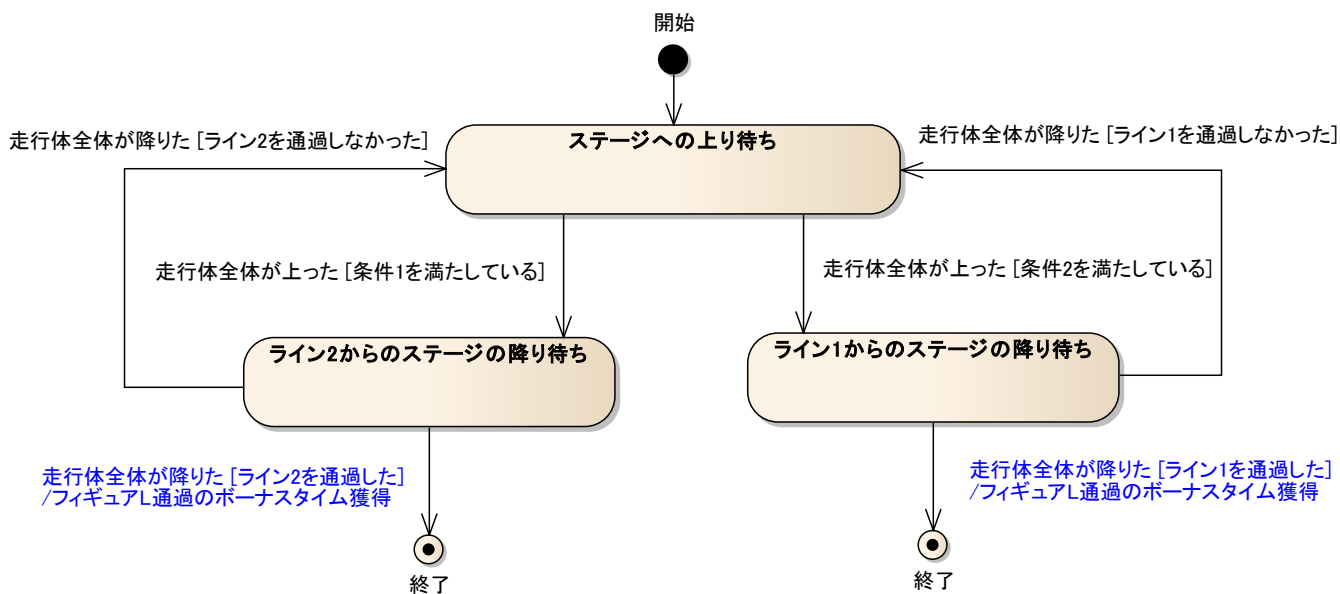 開始
走行体全体が降りた [ライン2を通過しなかった]
ステージへの上り待ち
走行体全体が降りた [ライン1を通過しなかった]
走行体全体が上った [条件1を満たしている]
走行体全体が上った [条件2を満たしている]
ライン2からのステージの降り待ち
ライン1からのステージの降り待ち
走行体全体が降りた [ライン2を通過した]
/フィギュアL通過のボーナスタイム獲得
走行体全体が降りた [ライン1を通過した]
/フィギュアL通過のボーナスタイム獲得
終了
終了